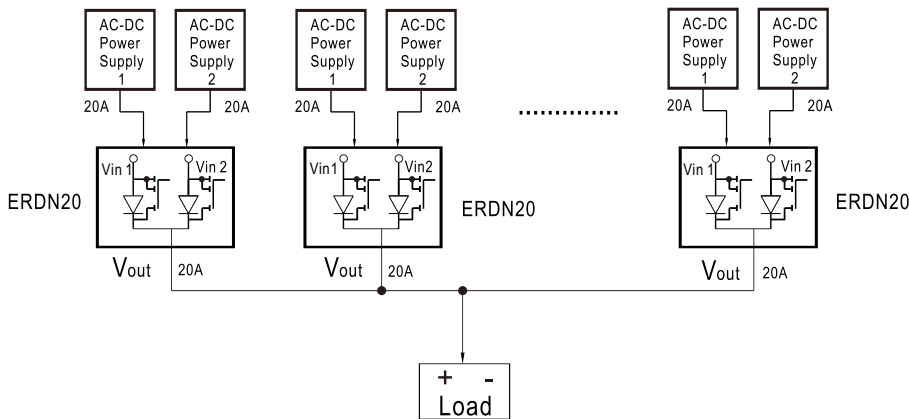 AC-DC
Power
Supply
1
AC-DC
Power
Supply
2
AC-DC
Power
Supply
1
AC-DC
Power
Supply
2
AC-DC
Power
Supply
1
AC-DC
Power
Supply
2
20A 20A 20A 20A 20A 20A
Vin 1 Vin 2 Vin1 Vin2 Vin 1 Vin 2
ERDN20 ERDN20 ERDN20
Vout 20A Vout 20A Vout 20A
+ -
Load